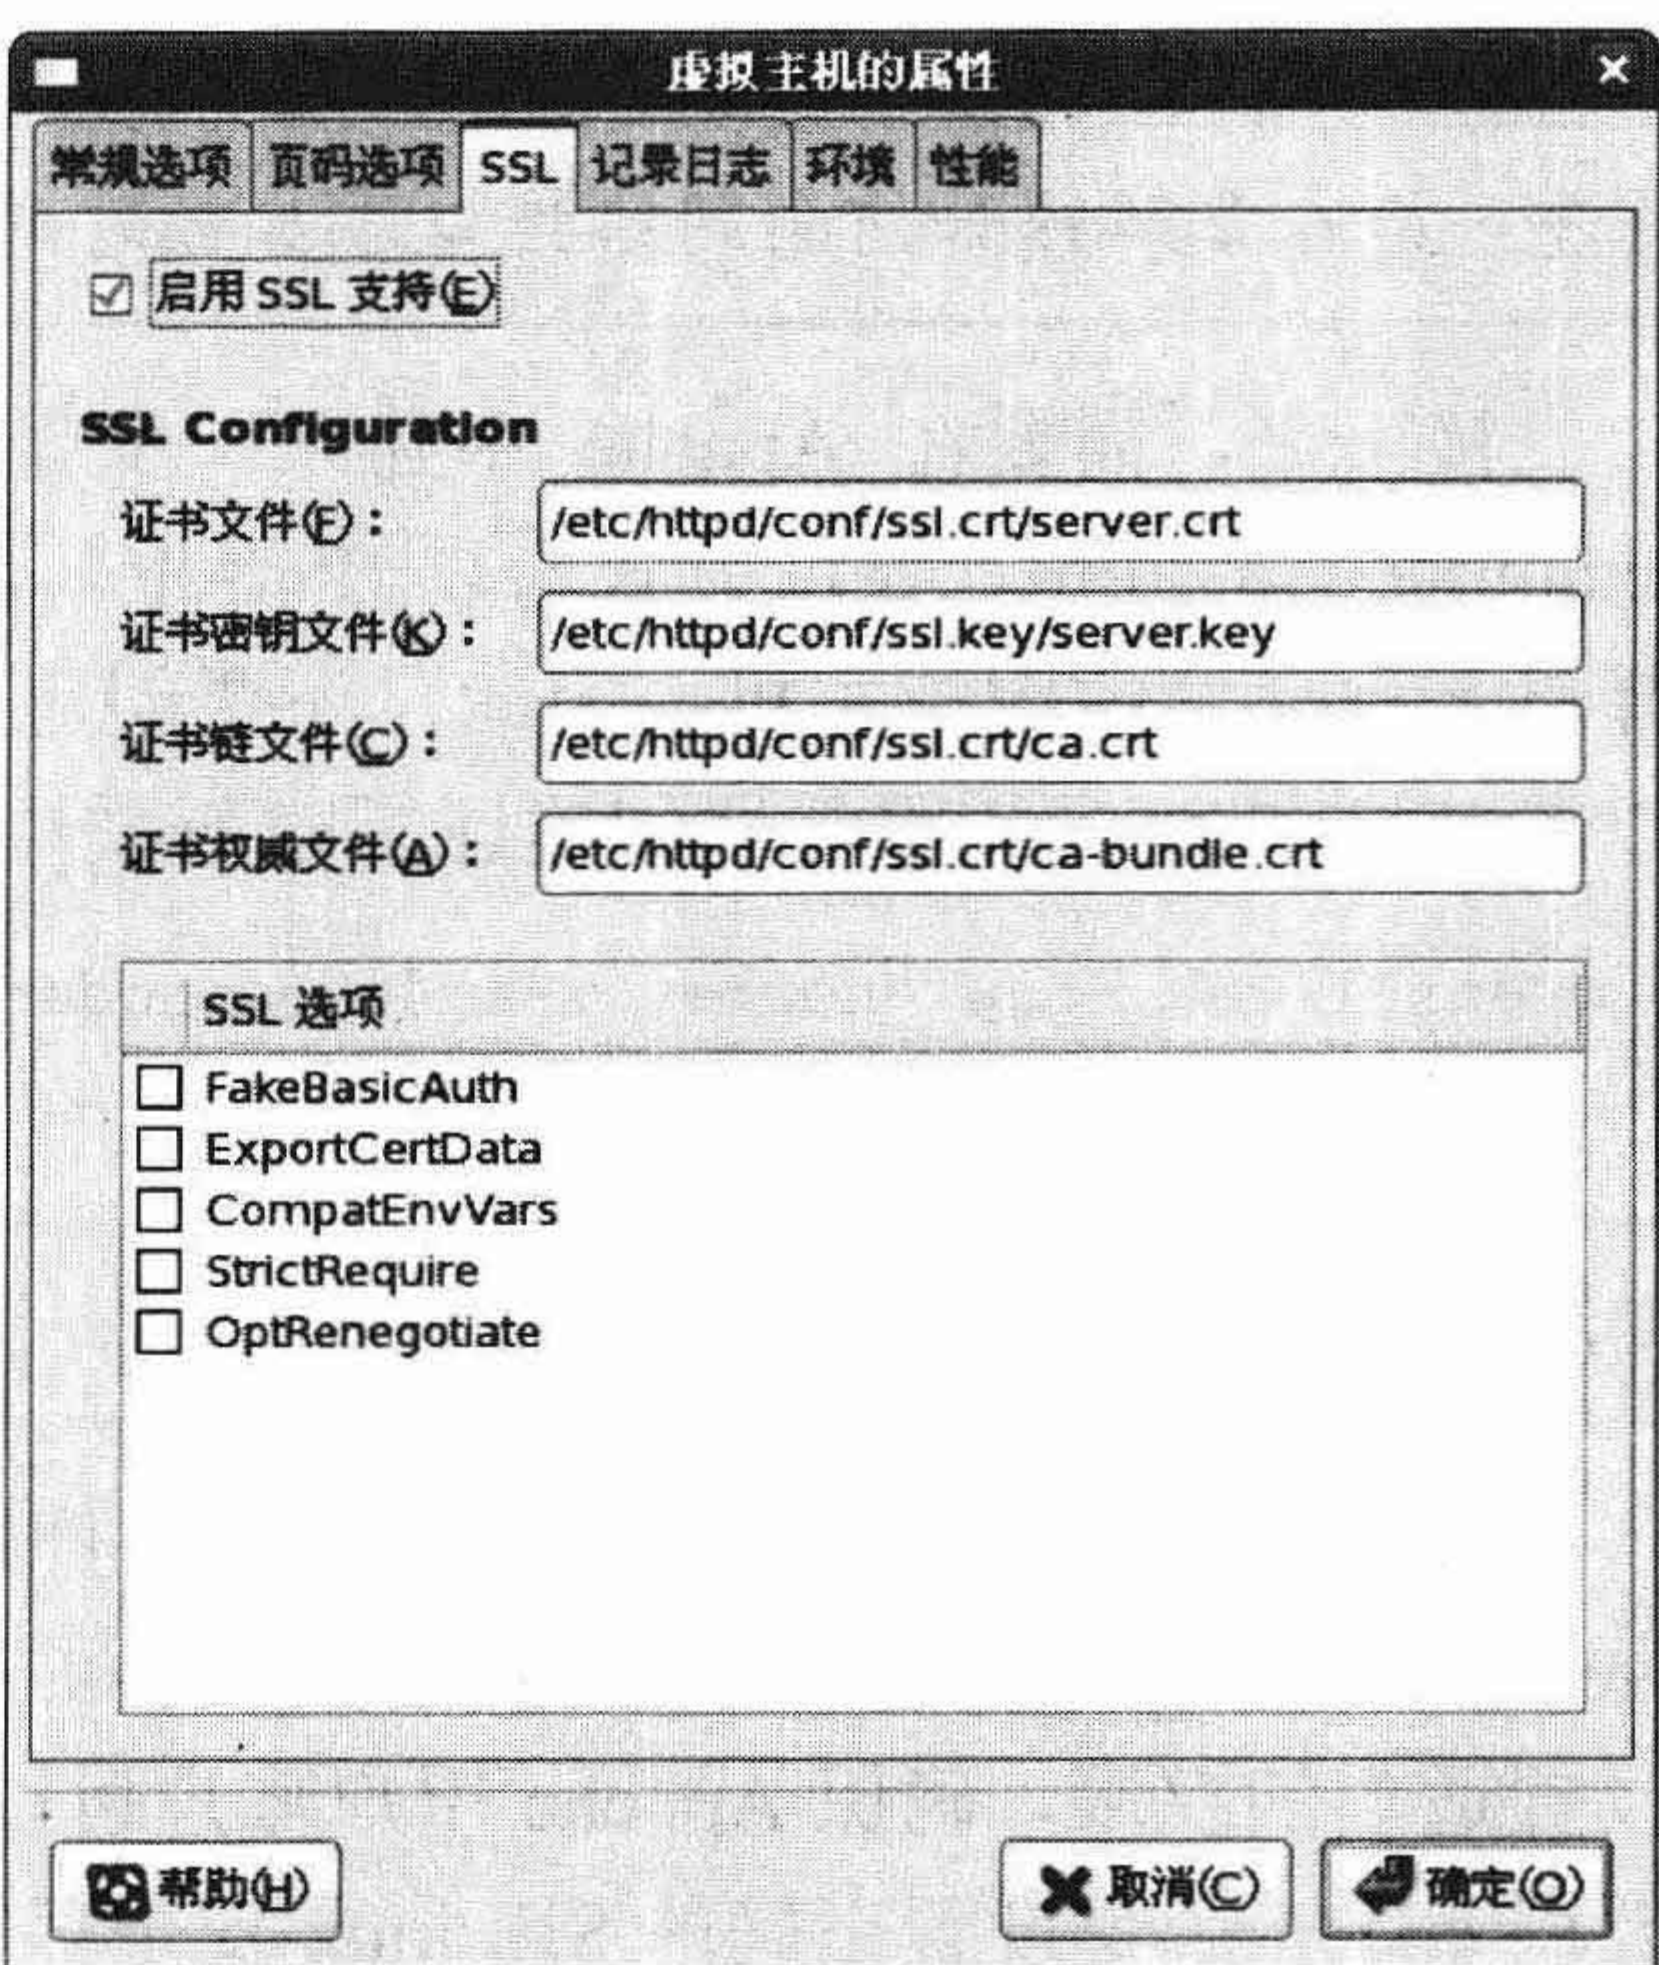 虚拟主机的属性
常规选项 页码选项 SSL 记录日志 环境 性能
启用 SSL 支持(E)
SSL Configuration
证书文件(F)： /etc/httpd/conf/ssl.crt/server.crt
证书密钥文件(K)： /etc/httpd/conf/ssl.key/server.key
证书链文件(C)： /etc/httpd/conf/ssl.crt/ca.crt
证书权威文件(A)： /etc/httpd/conf/ssl.crt/ca-bundle.crt
SSL 选项
FakeBasicAuth
ExportCertData
CompatEnvVars
StrictRequire
OptRenegotiate
帮助(H) 取消(C) 确定(O)